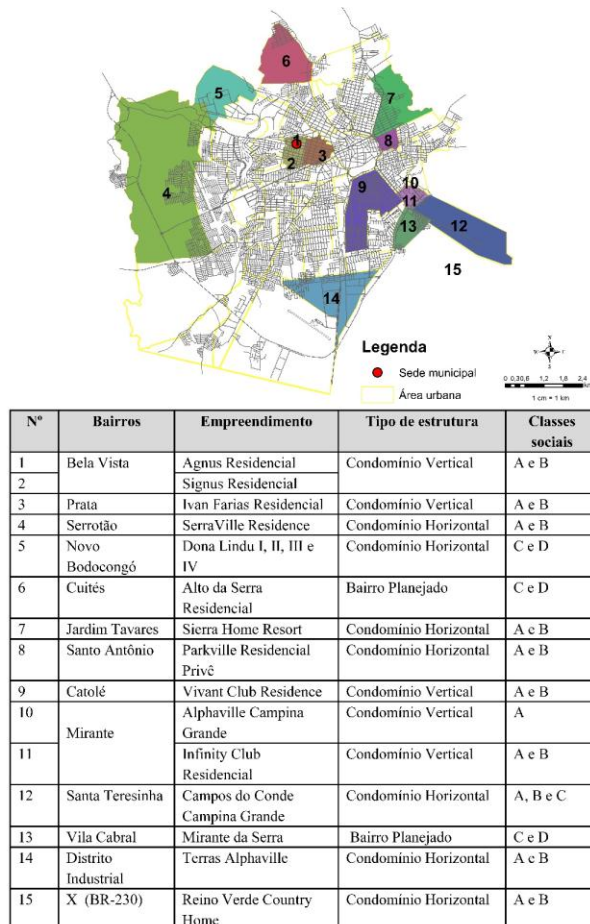 6
7
5
8
1
2
3
4
9
10
11
13
12
15
14
Legenda
Sede municipal
Área urbana
0 0,30,6 1,2 1,8 2,4
1 cm = 1 km
Nº Bairros Empreendimento Tipo de estrutura Classes
sociais
1 Bela Vista Agnus Residencial Condomínio Vertical A e B
2 Signus Residencial
3 Prata Ivan Farias Residencial Condomínio Vertical A e B
4 Serrotão SerraVille Residence Condomínio Horizontal A e B
5 Novo Dona Lindu I, II, III e Condomínio Horizontal C e D
Bodocongó IV
6 Cuités Alto da Serra Bairro Planejado C e D
Residencial
7 Jardim Tavares Sierra Home Resort Condomínio Horizontal A e B
8 Santo Antônio Parkville Residencial Condomínio Horizontal A e B
Privê
9 Catolé Vivant Club Residence Condomínio Vertical A e B
10 Alphaville Campina Condomínio Vertical A
Mirante Grande
11 Infinity Club Condomínio Vertical A e B
Residencial
12 Santa Teresinha Campos do Conde Condomínio Horizontal A, B e C
Campina Grande
13 Vila Cabral Mirante da Serra Bairro Planejado C e D
14 Distrito Terras Alphaville Condomínio Horizontal A e B
Industrial
15 X (BR-230) Reino Verde Country Condomínio Horizontal A e B
Home